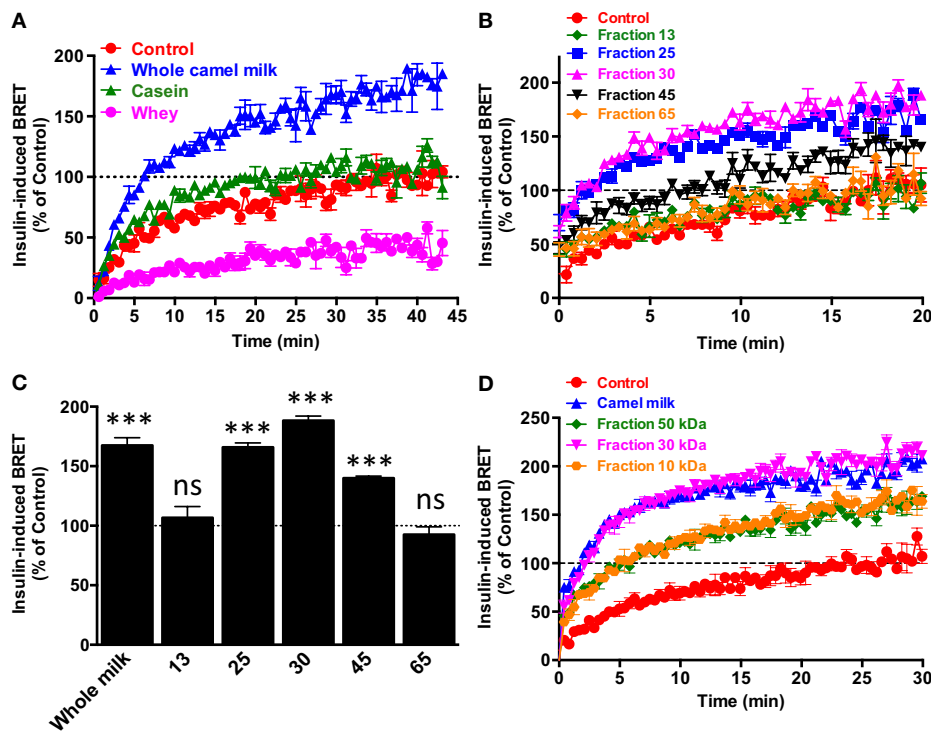 A
Control
Whole camel milk
Casein
Whey
Insulin-induced BRET
(% of Control)
200
150
100
50
0
0 5 10 15 20 25 30 35 40 45
Time (min)
B
Control
Fraction 13
Fraction 25
Fraction 30
Fraction 45
Fraction 65
Insulin-induced BRET
(% of Control)
200
150
100
50
0
0 5 10 15 20
Time (min)
C
Insulin-induced BRET
(% of Control)
200
150
100
50
0
*** ns *** *** *** ns
Whole milk 13 25 30 45 65
D
Control
Camel milk
Fraction 50 kDa
Fraction 30 kDa
Fraction 10 kDa
Insulin-induced BRET
(% of Control)
250
200
150
100
50
0
0 5 10 15 20 25 30
Time (min)